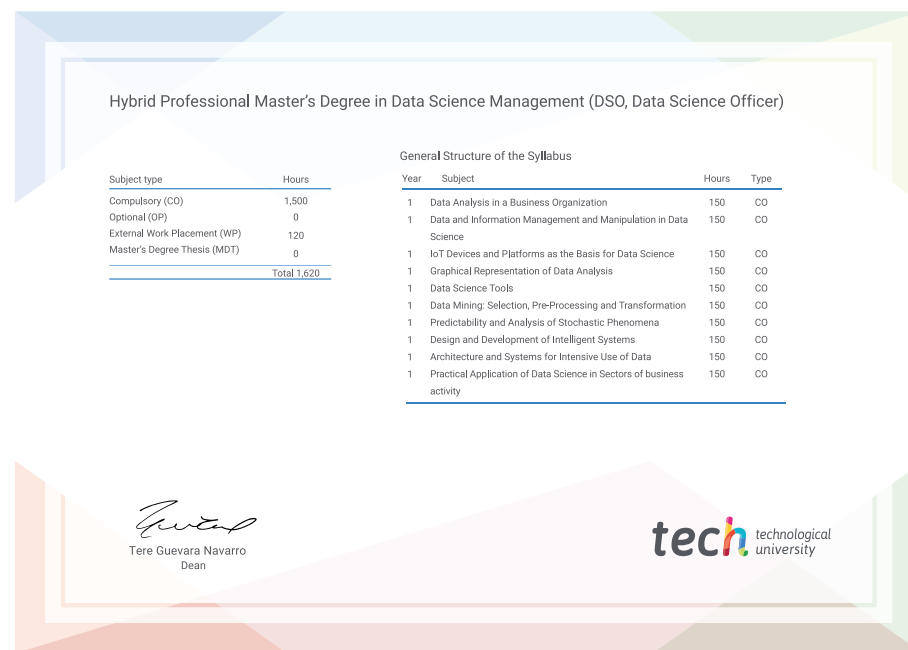 Hybrid Professional Master's Degree in Data Science Management (DSO, Data Science Officer)
Subject type Hours
Compulsory (CO) 1,500
Optional (OP) 0
External Work Placement (WP) 120
Master's Degree Thesis (MDT) 0
Total 1,620
General Structure of the Syllabus
Year Subject Hours Type
1 Data Analysis in a Business Organization 150 CO
1 Data and Information Management and Manipulation in Data 150 CO
Science
1 IoT Devices and Platforms as the Basis for Data Science 150 CO
1 Graphical Representation of Data Analysis 150 CO
1 Data Science Tools 150 CO
1 Data Mining: Selection, Pre-Processing and Transformation 150 CO
1 Predictability and Analysis of Stochastic Phenomena 150 CO
1 Design and Development of Intelligent Systems 150 CO
1 Architecture and Systems for Intensive Use of Data 150 CO
1 Practical Application of Data Science in Sectors of business 150 CO
activity
Tere Guevara Navarro
Dean
tech technological
university